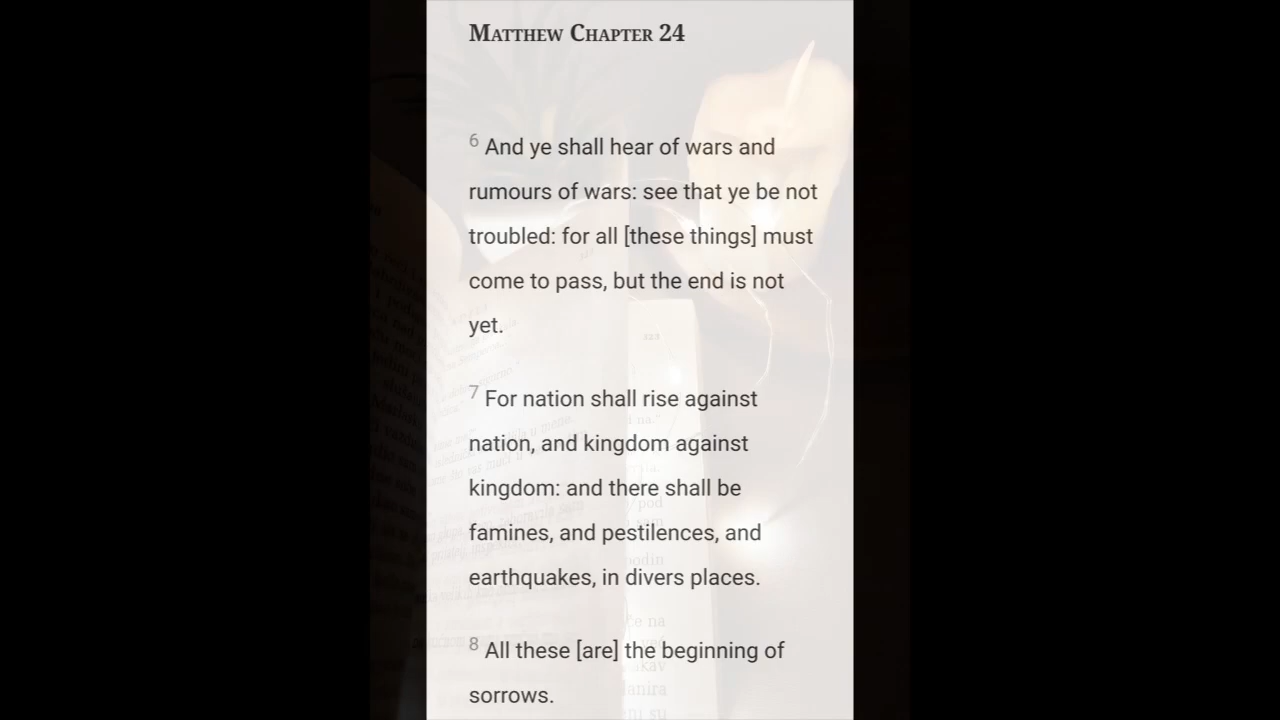 Matthew Chapter 24
6 And ye shall hear of wars and
rumours of wars: see that ye be not
troubled: for all [these things] must
come to pass, but the end is not
yet.
7 For nation shall rise against
nation, and kingdom against
kingdom: and there shall be
famines, and pestilences, and
earthquakes, in divers places.
8 All these [are] the beginning of
sorrows.